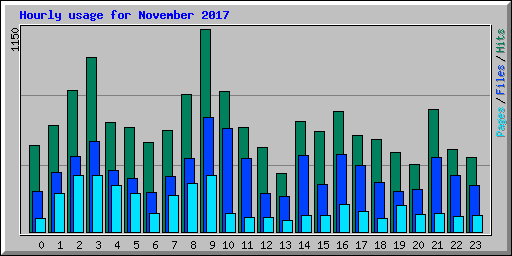 Hourly usage for November 2017
1150
Pages/Files/Hits
0 1 2 3 4 5 6 7 8 9 10 11 12 13 14 15 16 17 18 19 20 21 22 23